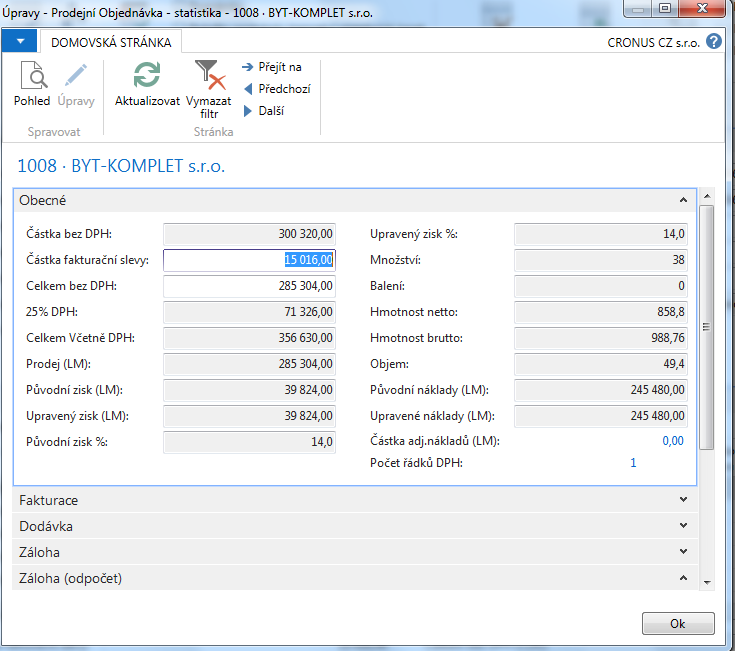 Úpravy - Prodejní Objednávka - statistika - 1008 · BYT-KOMPLET s.r.o.
DOMOVSKÁ STRÁNKA
CRONUS CZ s.r.o.
Pohled
Úpravy
Spravovat
Aktualizovat
Vymazat filtr
Přejít na
Předchozí
Další
Stránka
1008 · BYT-KOMPLET s.r.o.
Obecné
Částka bez DPH: 300 320,00
Částka fakturační slevy: 15 016,00
Celkem bez DPH: 285 304,00
25% DPH: 71 326,00
Celkem Včetně DPH: 356 630,00
Prodej (LM): 285 304,00
Původní zisk (LM): 39 824,00
Upravený zisk (LM): 39 824,00
Původní zisk %: 14,0
Upravený zisk %: 14,0
Množství: 38
Balení: 0
Hmotnost netto: 858,8
Hmotnost brutto: 988,76
Objem: 49,4
Původní náklady (LM): 245 480,00
Upravené náklady (LM): 245 480,00
Částka adj.nákladů (LM): 0,00
Počet řádků DPH: 1
Fakturace
Dodávka
Záloha
Záloha (odpočet)
Ok